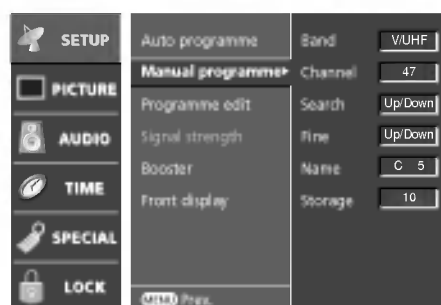 SETUP
PICTURE
AUDIO
TIME
SPECIAL
LOCK
Auto programme
Manual programme
Programme edit
Signal strength
Booster
Front display
MENU Prev.
Band V/UHF
Channel 47
Search Up/Down
Fine Up/Down
Name C 5
Storage 10